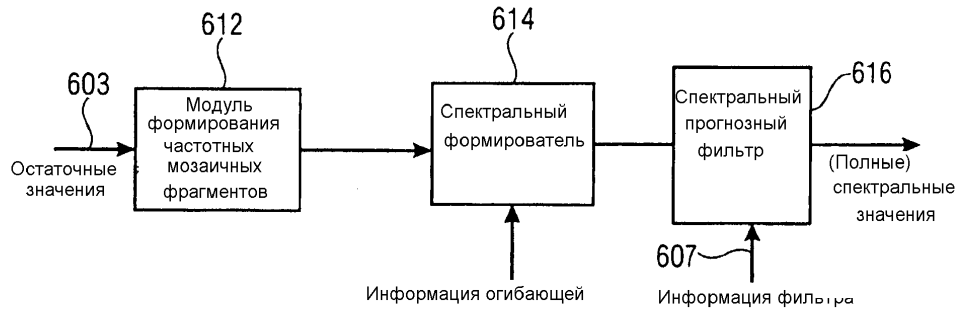 612
614
616
603
Модуль
формирования
частотных
мозаичных
фрагментов
Спектральный
формирователь
Спектральный
прогнозный
фильтр
Остаточные
значения
(Полные)
спектральные
значения
607
Информация огибающей
Информация фильтра